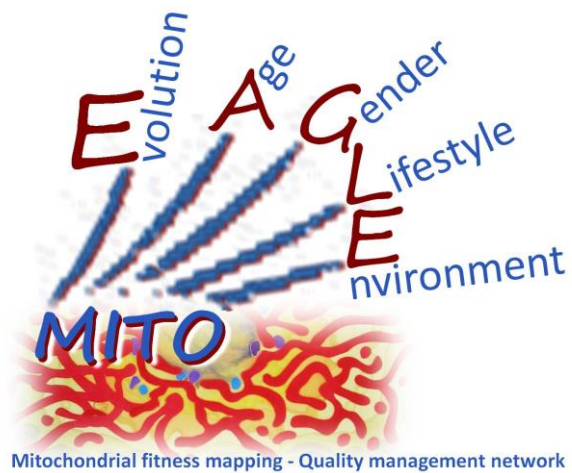 Evolution
Age
Gender
Lifestyle
Environment
MITO
Mitochondrial fitness mapping - Quality management network